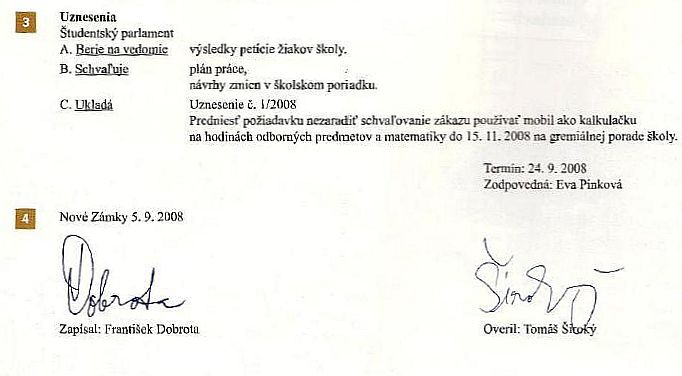 3 Uznesenia
Študentský parlament
A. Berie na vedomie výsledky petície žiakov školy.
B. Schvaľuje plán práce,
návrhy zmien v školskom poriadku.
C. Ukladá Uznesenie č. 1/2008
Predniesť požiadavku nezaradiť schvaľovanie zákazu používať mobil ako kalkulačku
na hodinách odborných predmetov a matematiky do 15. 11. 2008 na gremiálnej porade školy.
Termín: 24. 9. 2008
Zodpovedná: Eva Pinková
4 Nové Zámky 5. 9. 2008
Dobrota Široký
Zapísal: František Dobrota Overil: Tomáš Široký